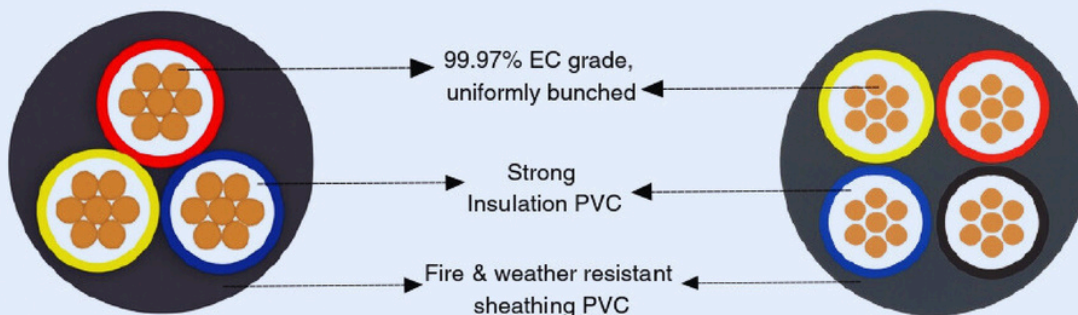 99.97% EC grade,
uniformly bunched
Strong
Insulation PVC
Fire & weather resistant
sheathing PVC